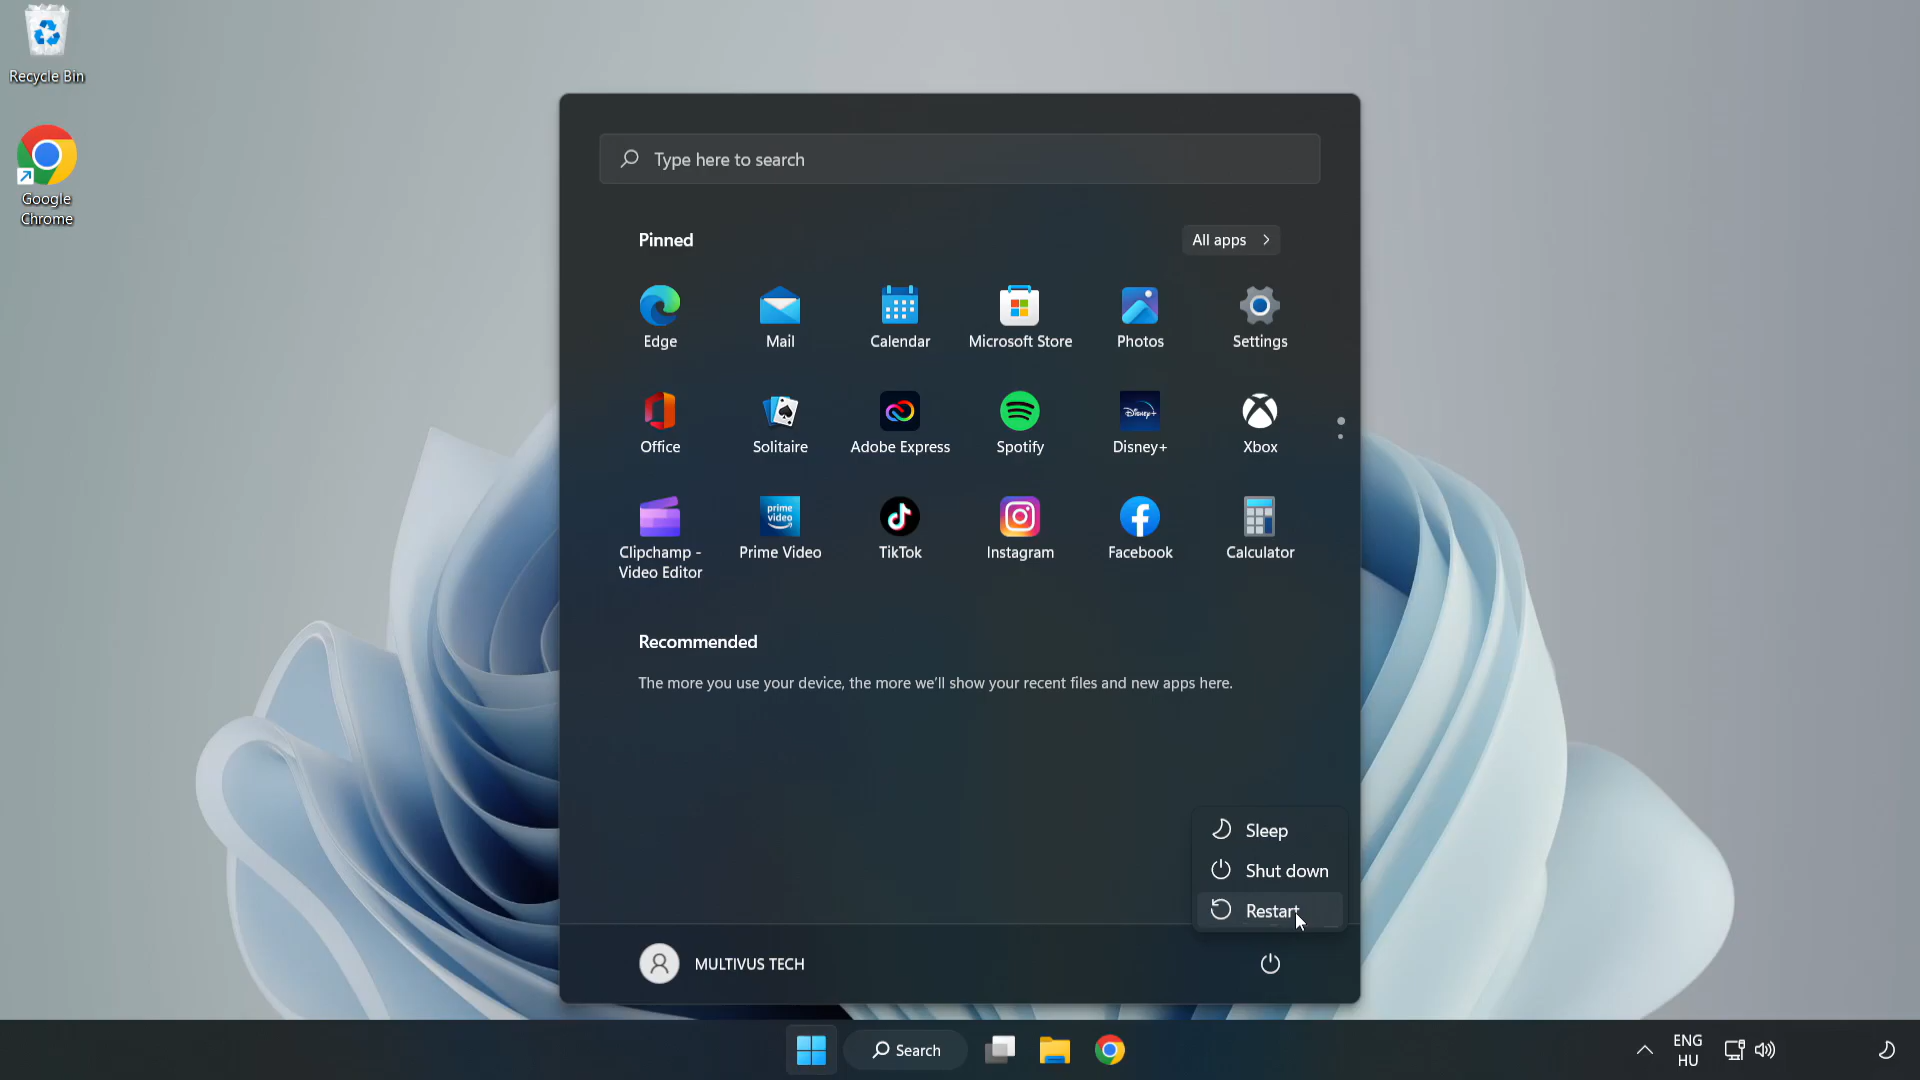 Recycle Bin
Google
Chrome
Type here to search
Pinned
All apps
Edge
Mail
Calendar
Microsoft Store
Photos
Settings
Office
Solitaire
Adobe Express
Spotify
Disney+
Xbox
prime
video
Disney+
Clipchamp -
Video Editor
Prime Video
TikTok
Instagram
Facebook
Calculator
Recommended
The more you use your device, the more we'll show your recent files and new apps here.
Sleep
Shut down
Restart
MULTIVUS TECH
Search
ENG
HU